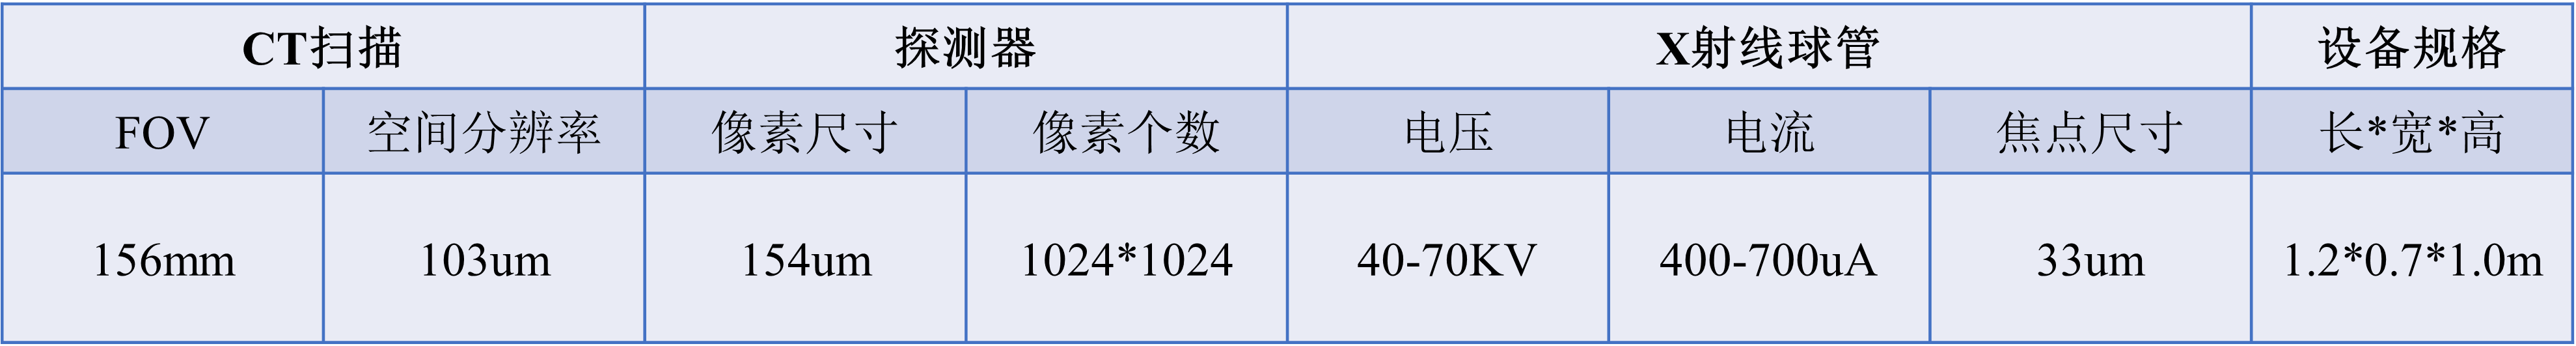 CT扫描 探测器 X射线球管 设备规格
FOV 空间分辨率 像素尺寸 像素个数 电压 电流 焦点尺寸 长*宽*高
156mm 103um 154um 1024*1024 40-70KV 400-700uA 33um 1.2*0.7*1.0m